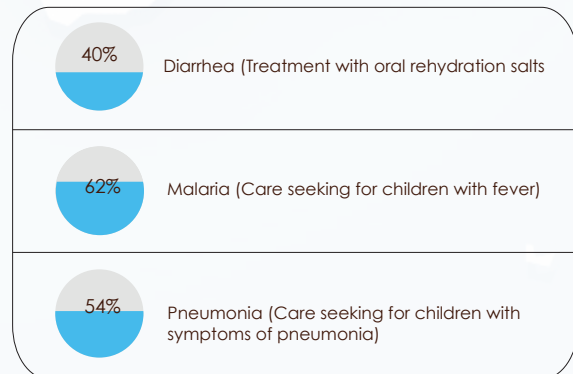 40%
Diarrhea (Treatment with oral rehydration salts
62%
Malaria (Care seeking for children with fever)
54%
Pneumonia (Care seeking for children with
symptoms of pneumonia)